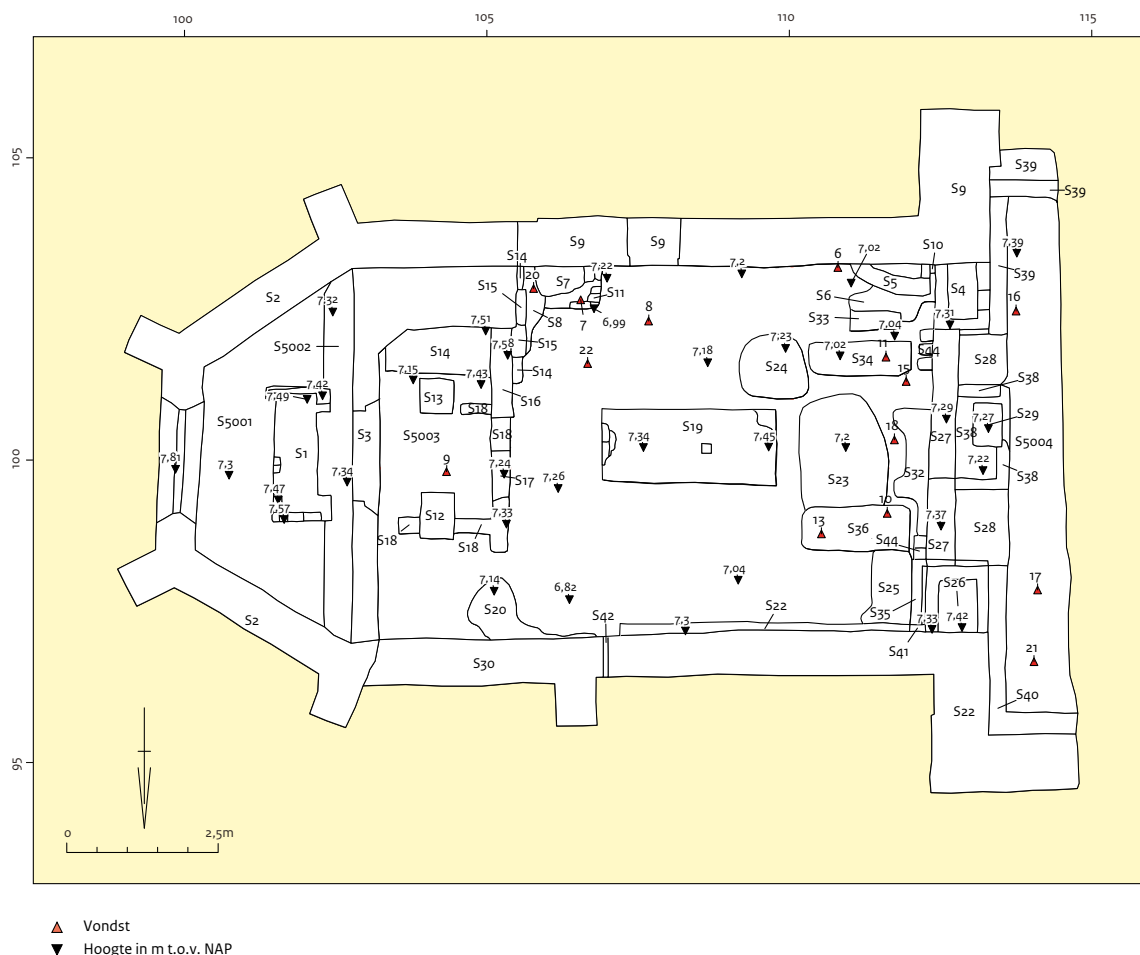 100 105 110 115
105
S39
S9 S39
S9 S9
S14 7,22 7,2 6 7,02 S10 7,39
20 S7 S39
S2 S15 S11 S5 S4 16
7,32 S8 7 6,99 8 S6
7,51 S15 S33 7,04 7,31
S5002 S14 7,58 22 7,18 7,23 7,02 11 S44 S28
7,15 7,43 S14 S24 S34 15
7,42 S13 S16 S38
7,49 S18 7,29 7,27 S29
S5001 S3 S5003 S18 S19 18 S27 S38 S5004
100 S1 7,34 7,45 7,2
7,81 7,3 7,34 9 7,24 S17 7,26 S23 S32 7,22 S38
7,47 S12 10
7,57 7,33 13 S36 7,37 S28
S18 S18 S44 S27
7,14 6,82 7,04 S25 S26 17
S20 S42 7,3 S22 S35 7,33 7,42
S2 S41
S30 21
S22 S40
95
0 2,5m
Vondst
Hoogte in m t.o.v. NAP